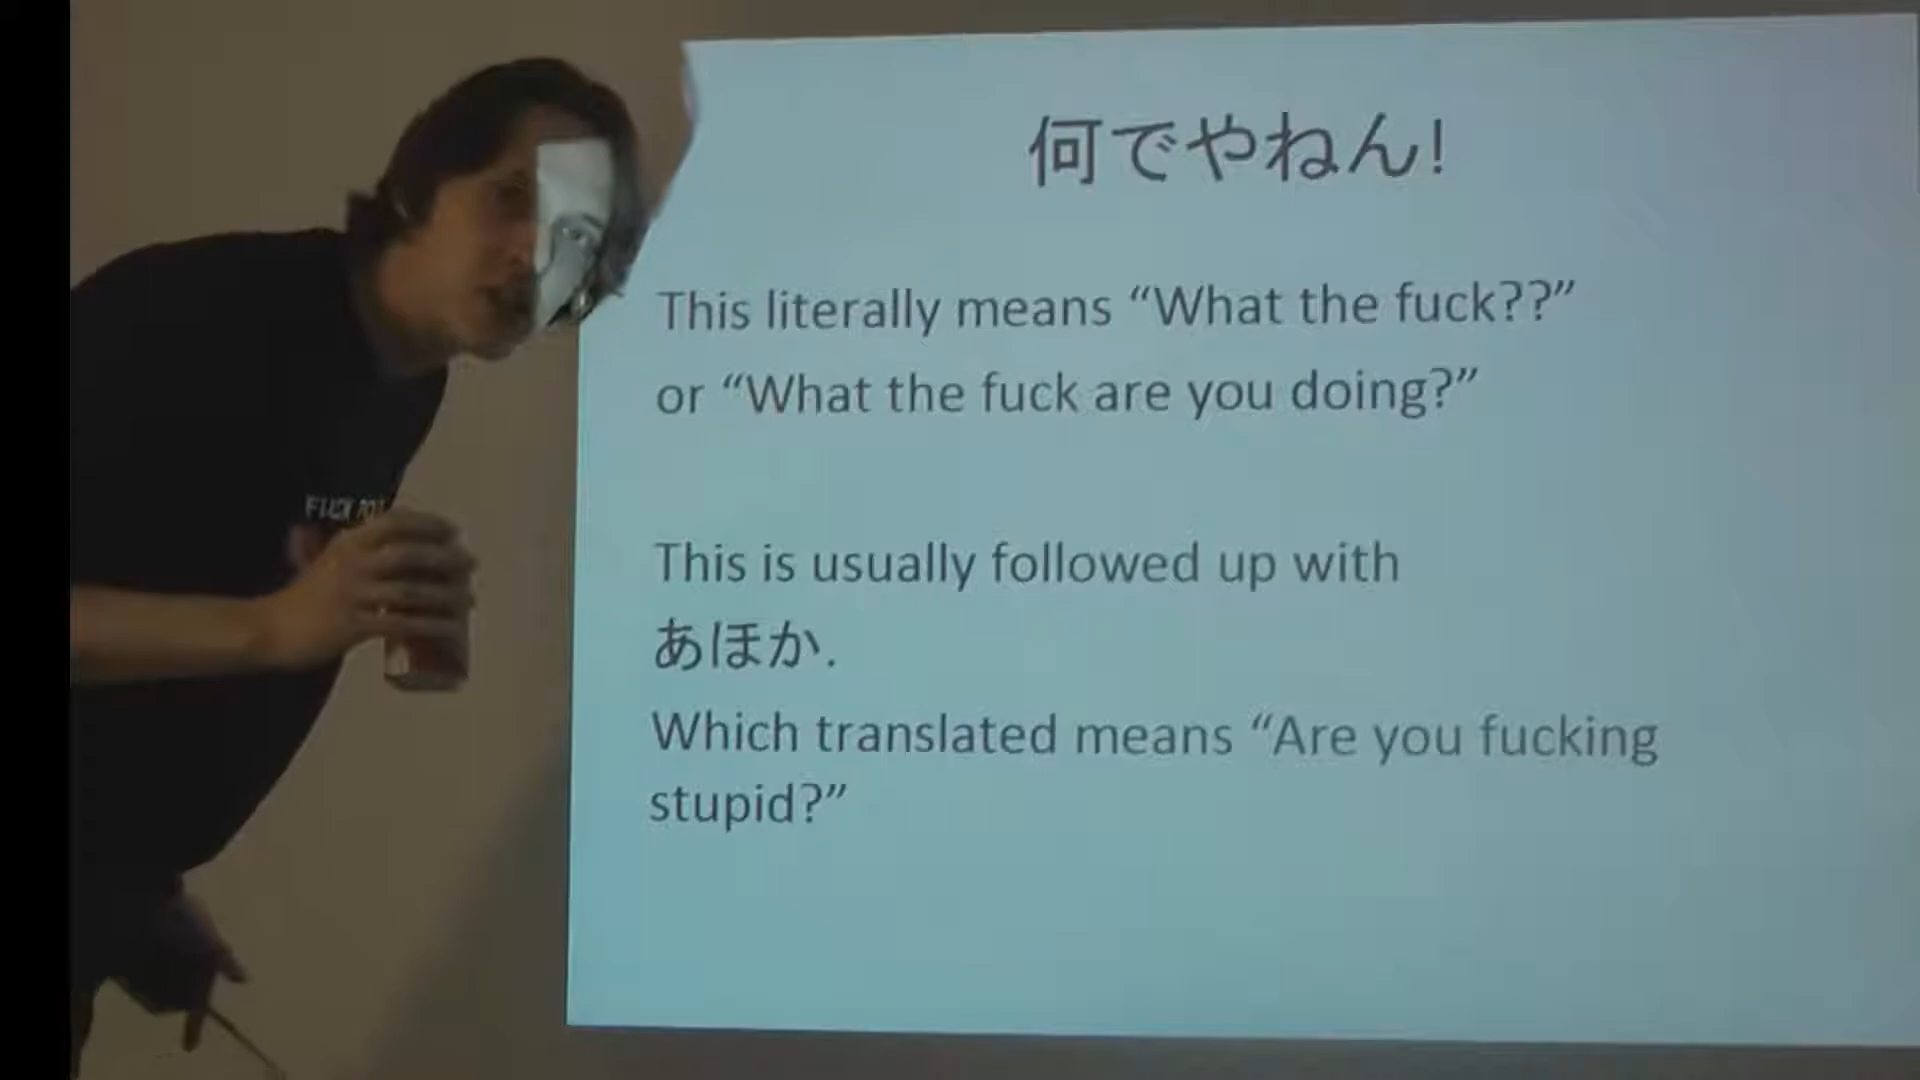 何でやねん!
This literally means “What the fuck??”
or “What the fuck are you doing?”
This is usually followed up with
あほか.
Which translated means “Are you fucking
stupid?”
FUCK